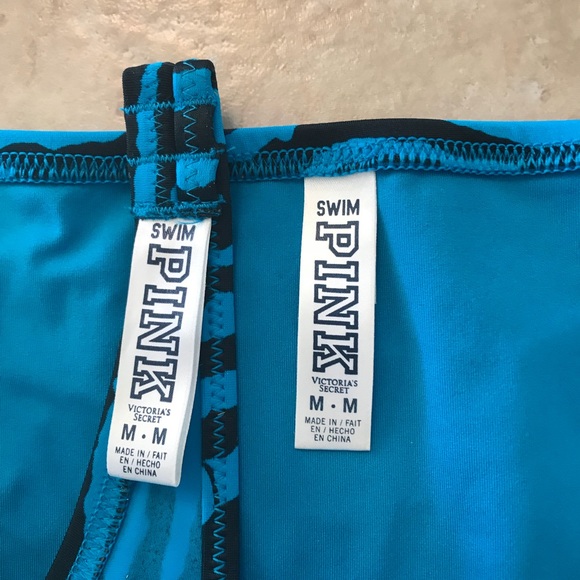 SWIM
PINK
VICTORIA'S
SECRET
M • M
MADE IN / FAIT
EN / HECHO
EN CHINA
SWIM
PINK
VICTORIA'S
SECRET
M • M
MADE IN / FAIT
EN / HECHO
EN CHINA